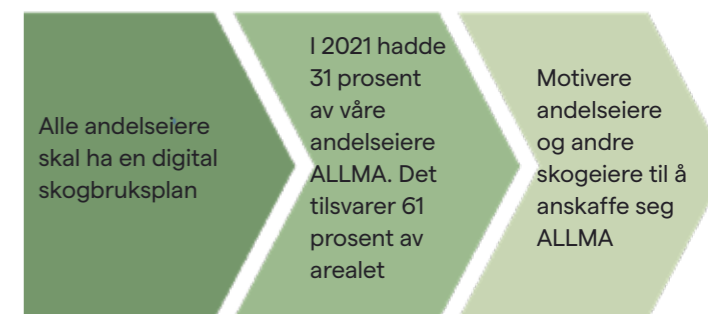 Alle andelseiere
skal ha en digital
skogbruksplan
I 2021 hadde
31 prosent
av våre
andelseiere
ALLMA. Det
tilsvarer 61
prosent av
arealet
Motivere
andelseiere
og andre
skogeiere til å
anskaffe seg
ALLMA